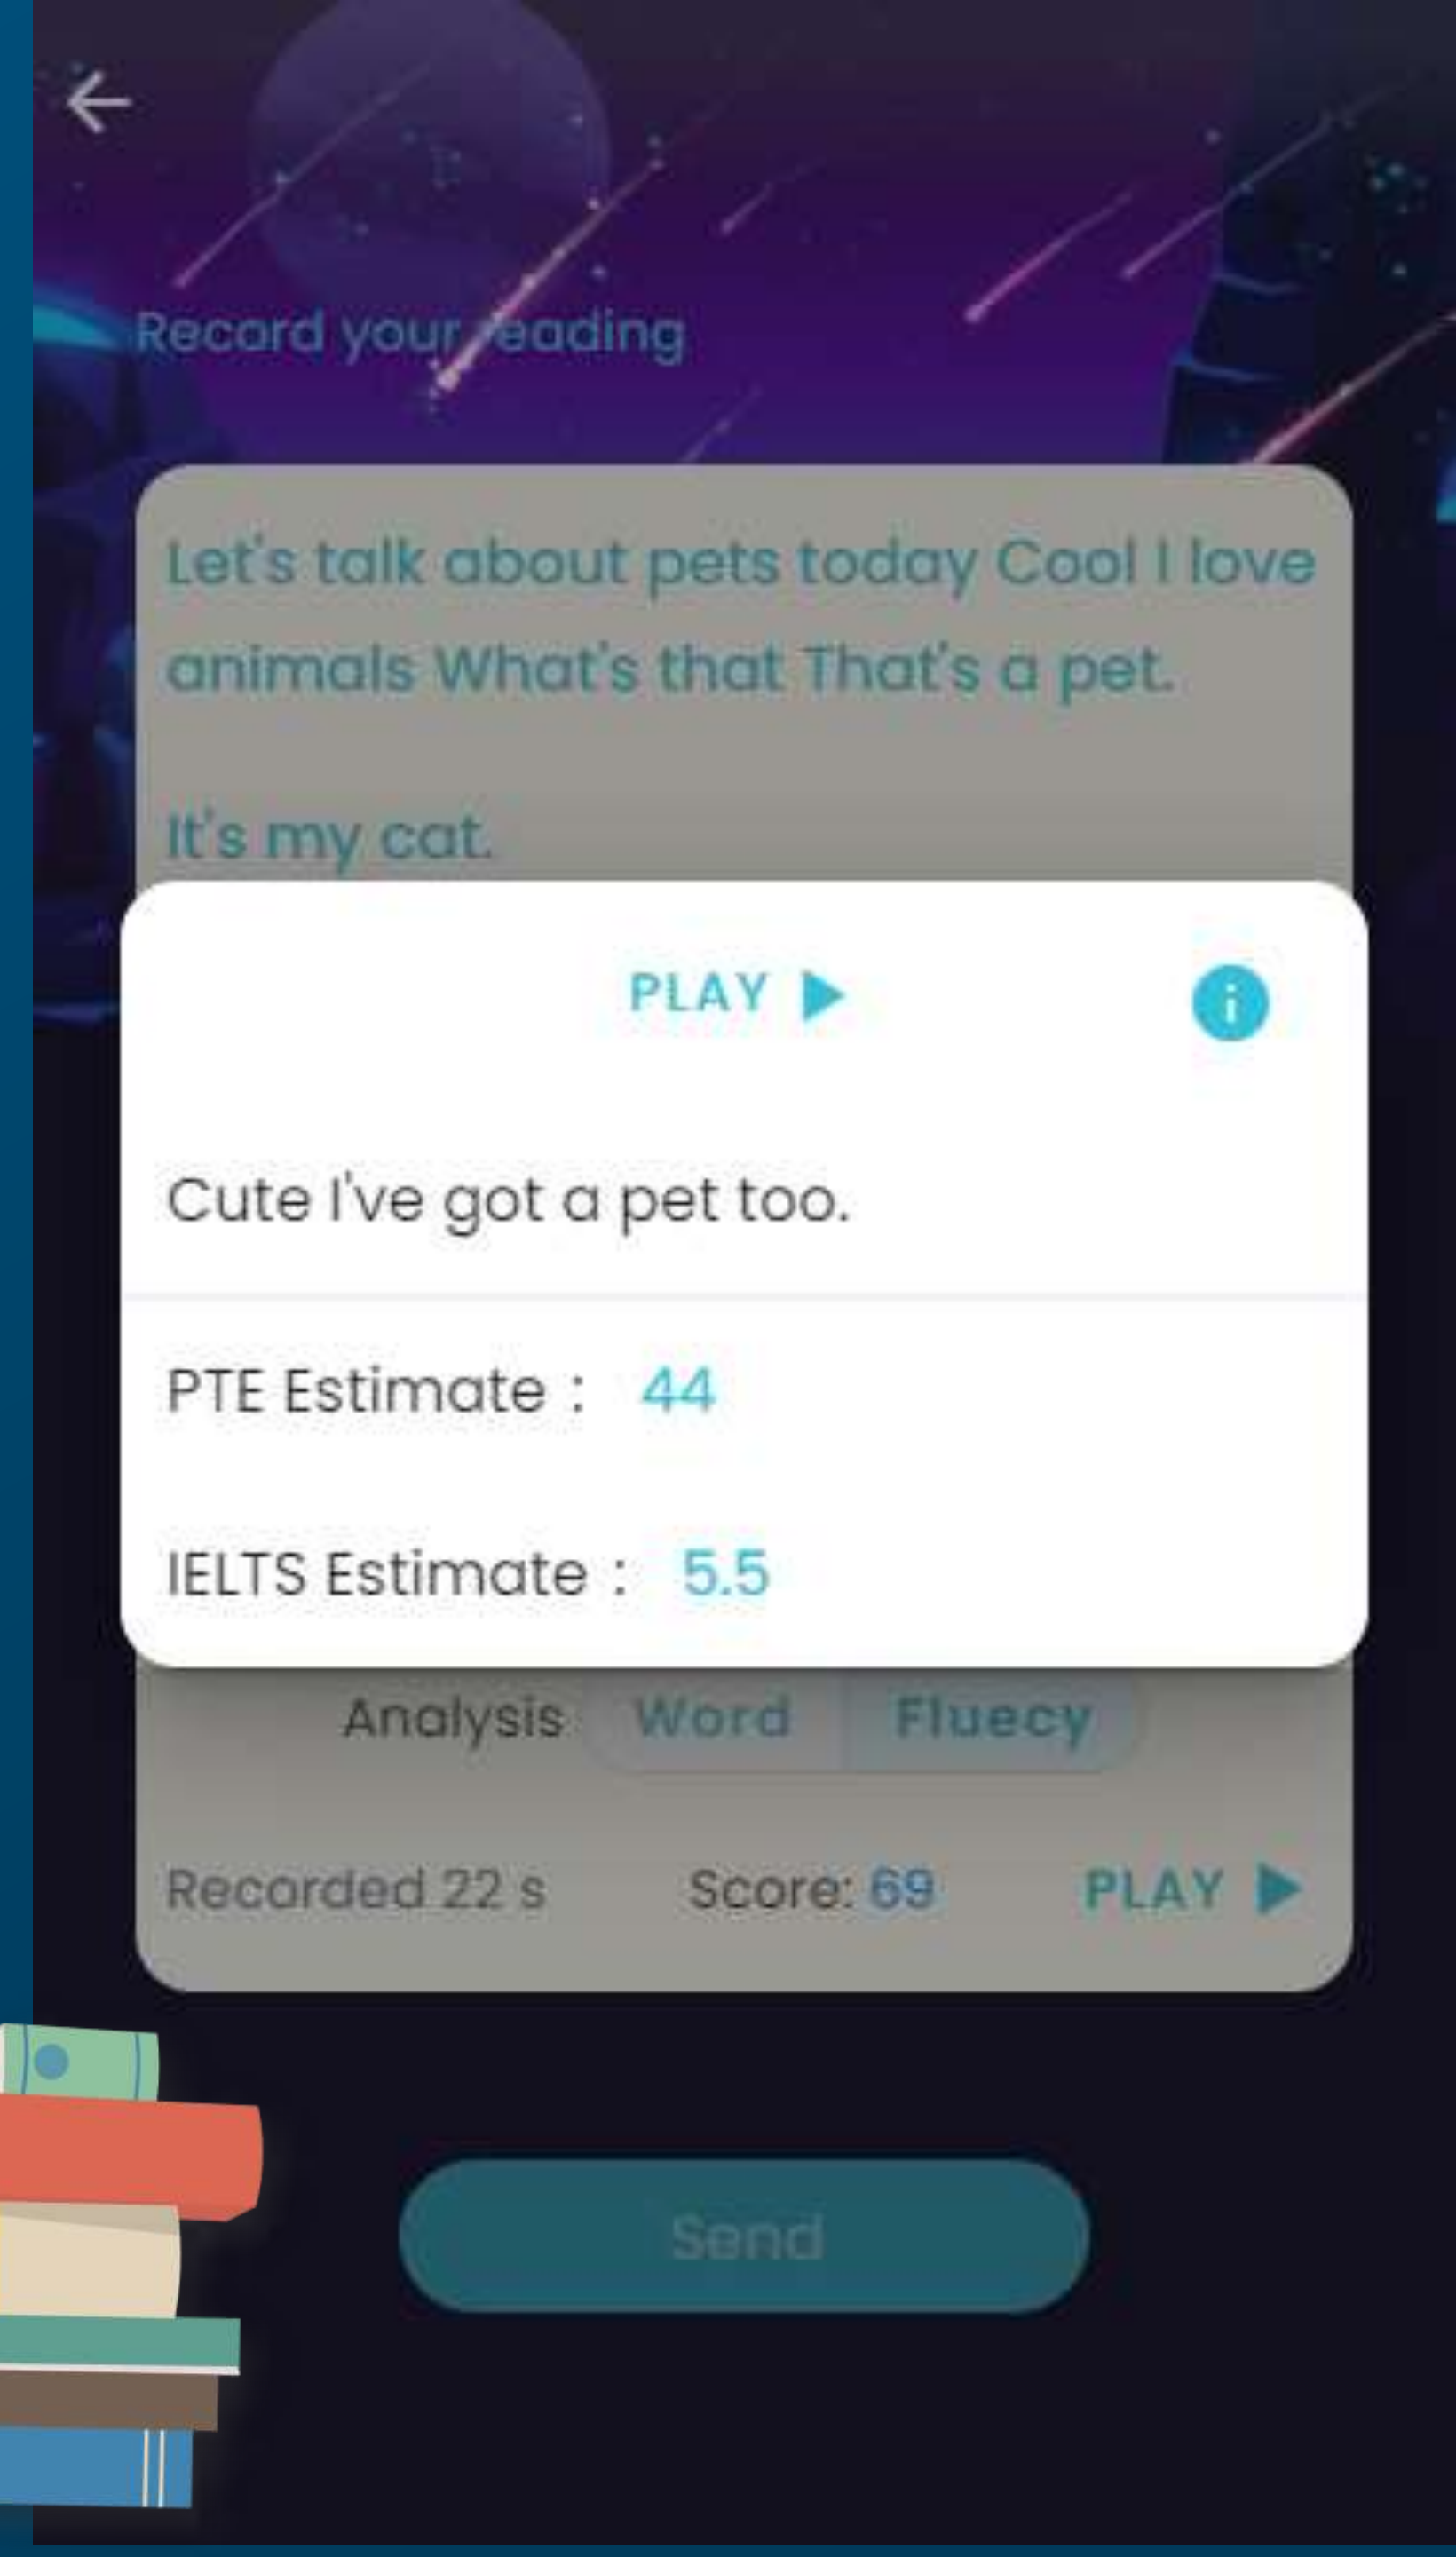 Record your reading
Let's talk about pets today Cool I love
animals What's that That's a pet.
It's my cat.
PLAY
i
Cute I've got a pet too.
PTE Estimate : 44
IELTS Estimate : 5.5
Analysis Word Fluecy
Recorded 22 s Score: 69 PLAY
Send